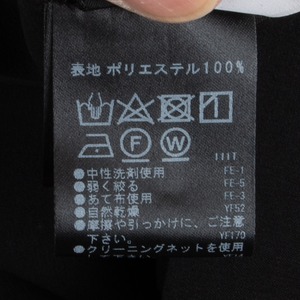 表地 ポリエステル100%
F W
111T
●中性洗剤使用 FE-1
●弱く絞る FE-5
●あて布使用 FE-3
●自然乾燥 YF52
●摩擦や引っかけに、ご注意
下さい。 YF170
●クリーニングネットを使用